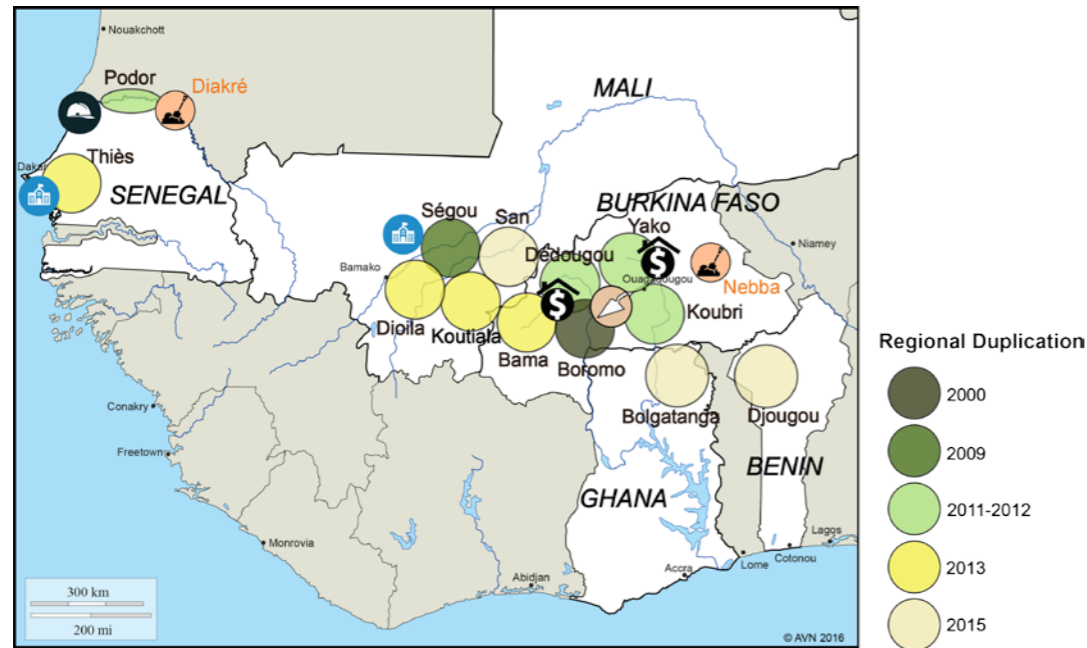 Nouakchott
Podor
Diakré
MALI
Dakar
Thiès
SENEGAL
BURKINA FASO
Ségou
San
Yako
Niamey
Dédougou
Bamako
$
Ouagadougou
Nebba
$
Dioila
Koutiala
Koubri
Bama
Boromo
Regional Duplication
2000
Conakry
Bolgatanga
Djougou
Freetown
2009
BENIN
GHANA
2011-2012
Monrovia
Lagos
Cotonou
Lome
Accra
Abidjan
2013
300 km
200 mi
2015
© AVN 2016